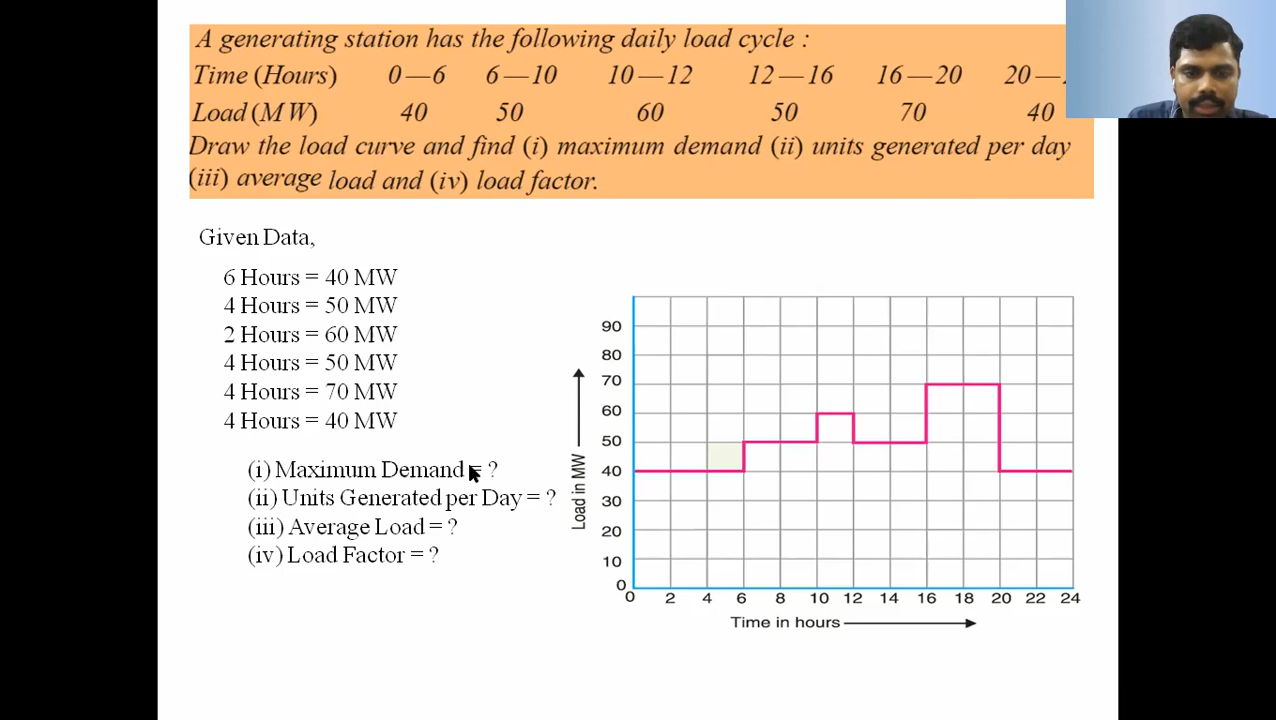 A generating station has the following daily load cycle :
Time (Hours) 0—6 6—10 10—12 12—16 16—20 20—
Load (M W) 40 50 60 50 70 40
Draw the load curve and find (i) maximum demand (ii) units generated per day
(iii) average load and (iv) load factor.
Given Data,
6 Hours = 40 MW
4 Hours = 50 MW
2 Hours = 60 MW
4 Hours = 50 MW
4 Hours = 70 MW
4 Hours = 40 MW
(i) Maximum Demand = ?
(ii) Units Generated per Day = ?
(iii) Average Load = ?
(iv) Load Factor = ?
Load in MW
90
80
70
60
50
40
30
20
10
0
0 2 4 6 8 10 12 14 16 18 20 22 24
Time in hours